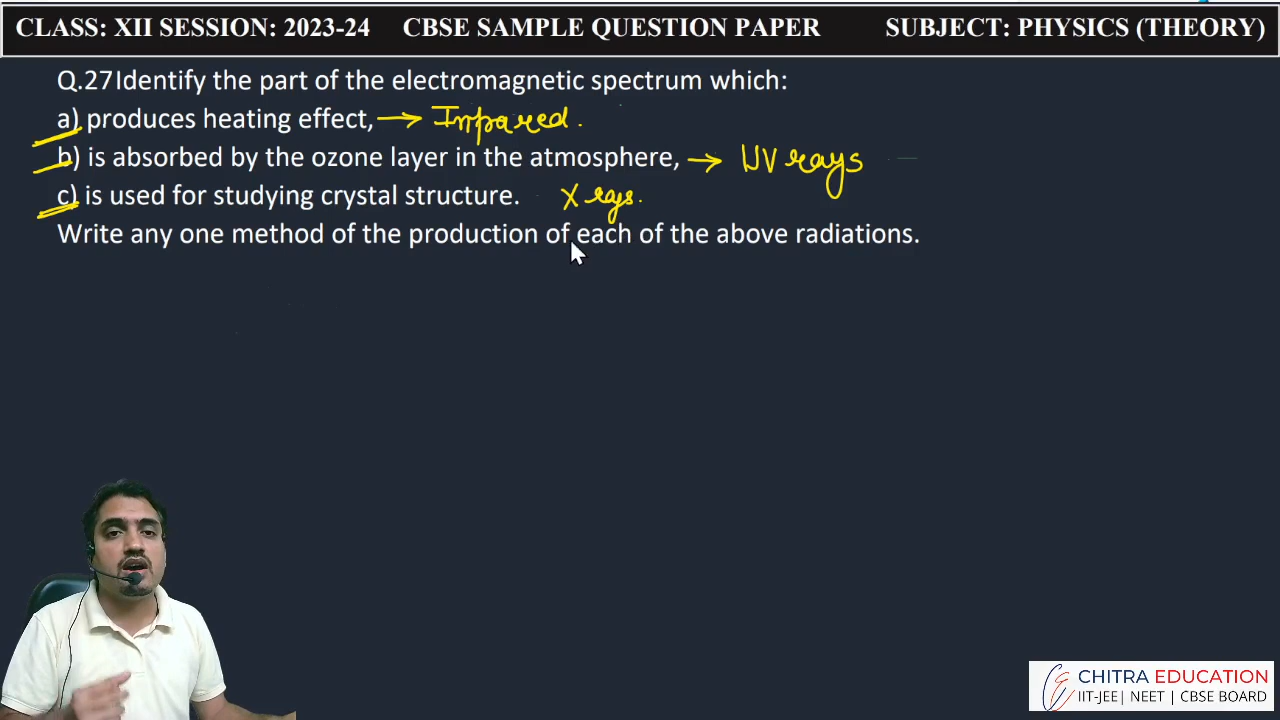 CLASS: XII SESSION: 2023-24 CBSE SAMPLE QUESTION PAPER SUBJECT: PHYSICS (THEORY)
Q.27Identify the part of the electromagnetic spectrum which:
a) produces heating effect, → Infrared.
b) is absorbed by the ozone layer in the atmosphere, → UV rays
c) is used for studying crystal structure. X rays.
Write any one method of the production of each of the above radiations.
CHITRA EDUCATION
IIT-JEE| NEET | CBSE BOARD